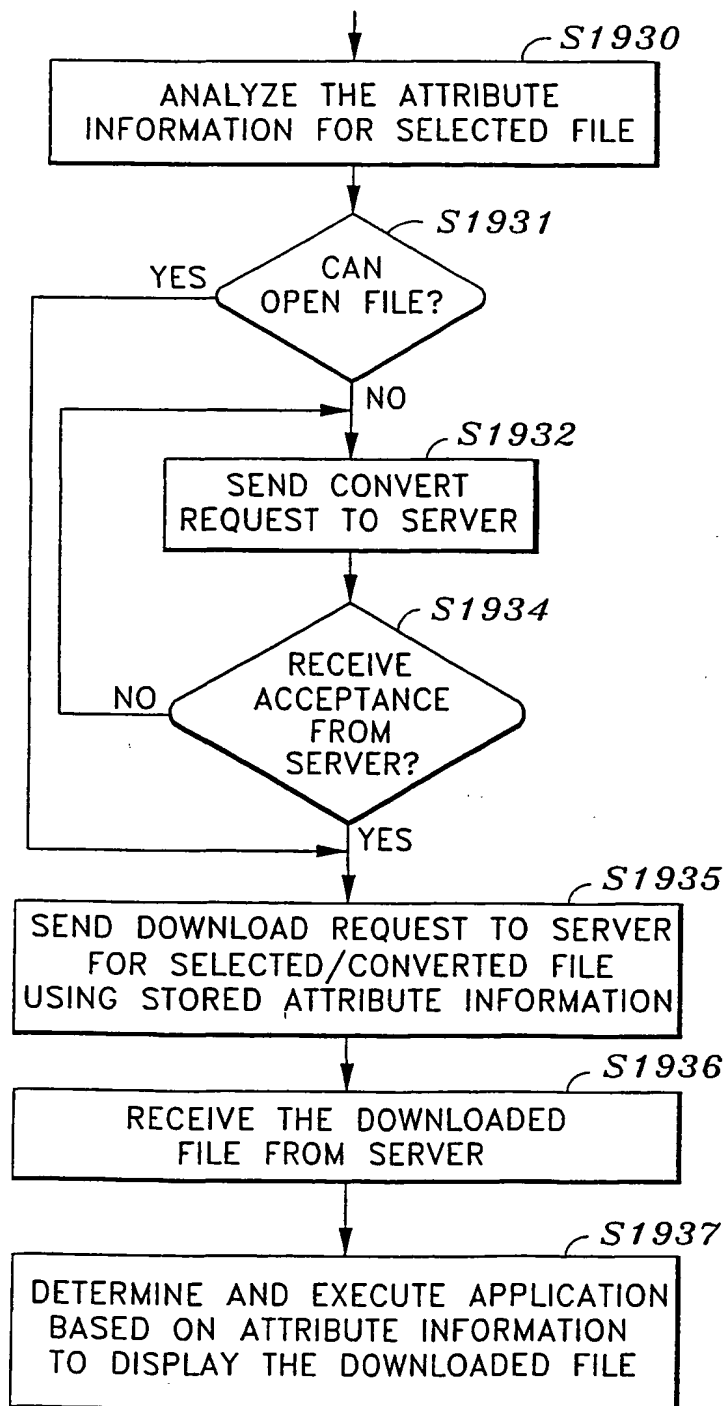 S1930
ANALYZE THE ATTRIBUTE
INFORMATION FOR SELECTED FILE
S1931
YES
CAN
OPEN FILE?
NO
S1932
SEND CONVERT
REQUEST TO SERVER
S1934
NO
RECEIVE
ACCEPTANCE
FROM
SERVER?
YES
S1935
SEND DOWNLOAD REQUEST TO SERVER
FOR SELECTED/CONVERTED FILE
USING STORED ATTRIBUTE INFORMATION
S1936
RECEIVE THE DOWNLOADED
FILE FROM SERVER
S1937
DETERMINE AND EXECUTE APPLICATION
BASED ON ATTRIBUTE INFORMATION
TO DISPLAY THE DOWNLOADED FILE